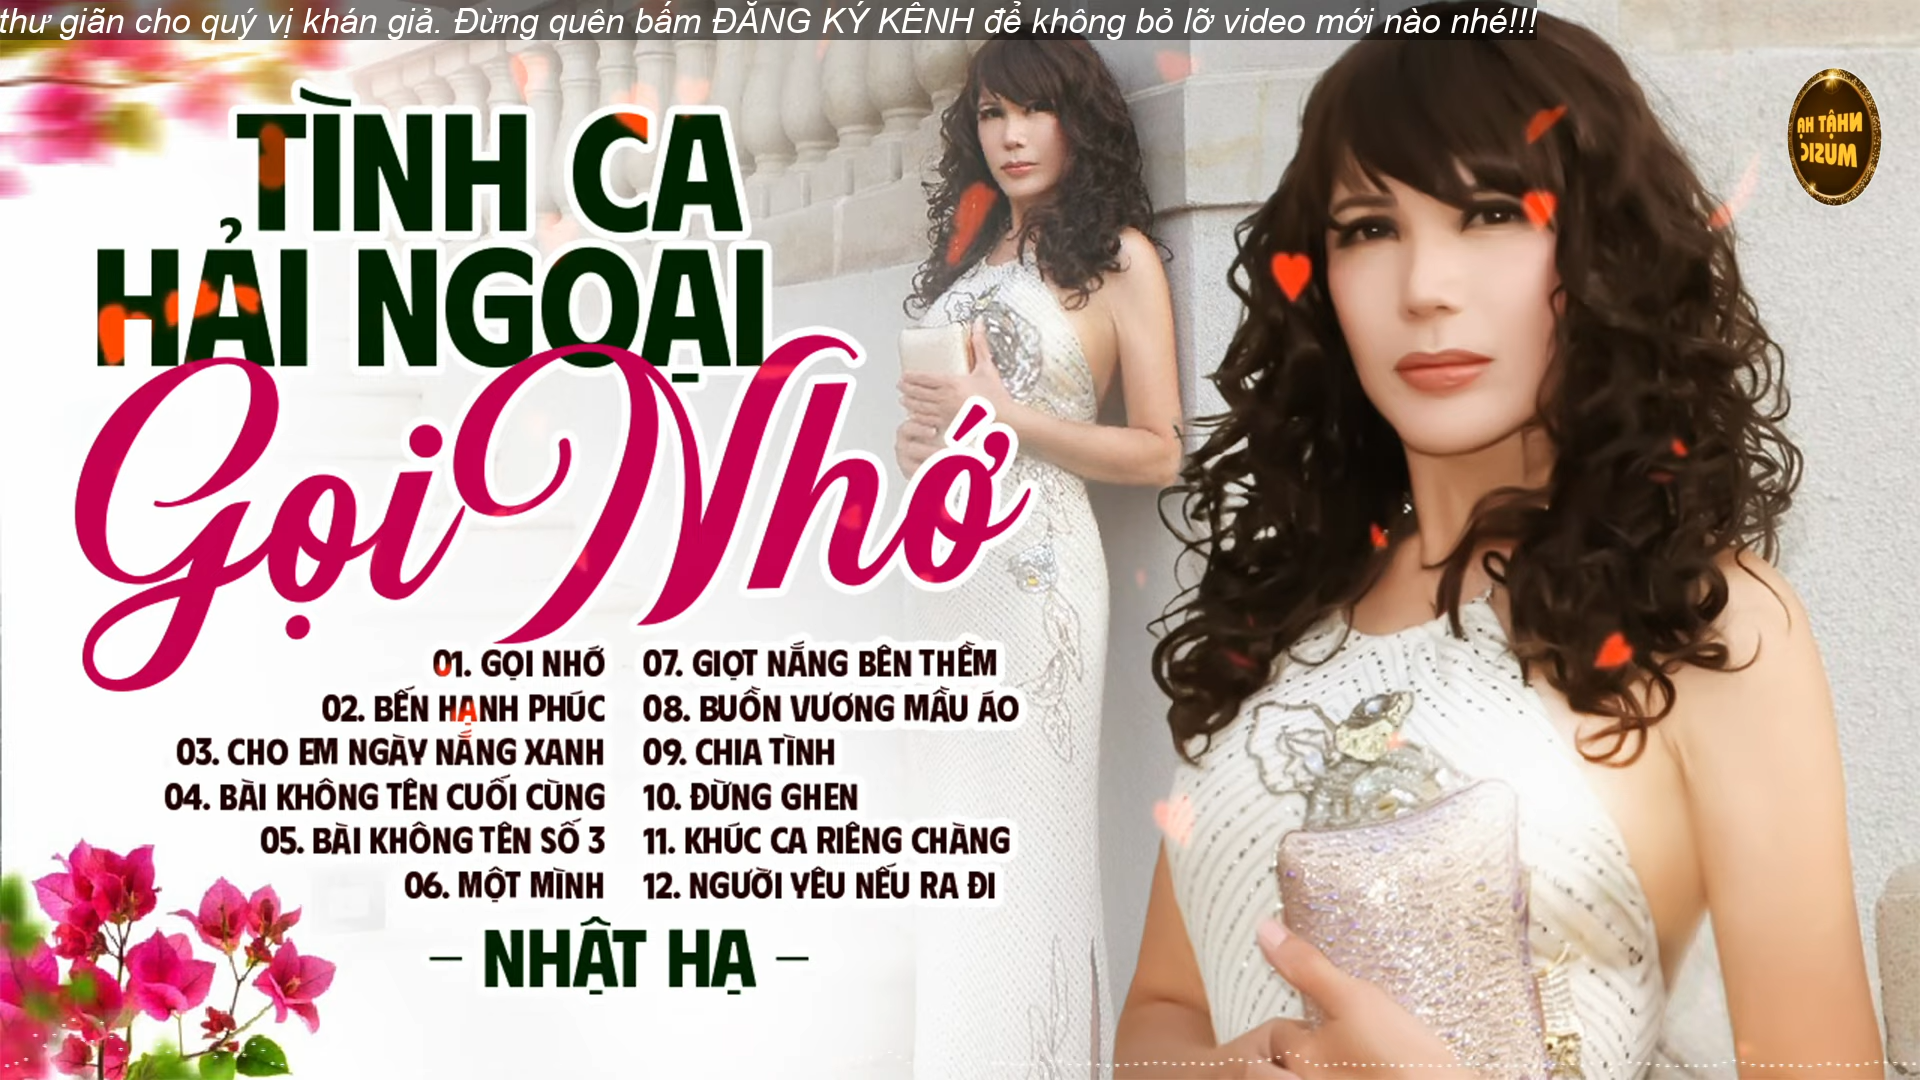 thư giãn cho quý vị khán giả. Đừng quên bấm ĐĂNG KÝ KÊNH để không bỏ lỡ video mới nào nhé!!!
NHẬT HẠ
MUSIC
TÌNH CA
HẢI NGOẠI
Gọi Nhớ
01. GỌI NHỚ
02. BẾN HẠNH PHÚC
03. CHO EM NGÀY NẮNG XANH
04. BÀI KHÔNG TÊN CUỐI CÙNG
05. BÀI KHÔNG TÊN SỐ 3
06. MỘT MÌNH
07. GIỌT NẮNG BÊN THỀM
08. BUỒN VƯƠNG MẦU ÁO
09. CHIA TÌNH
10. ĐỪNG GHEN
11. KHÚC CA RIÊNG CHÀNG
12. NGƯỜI YÊU NẾU RA ĐI
– NHẬT HẠ –